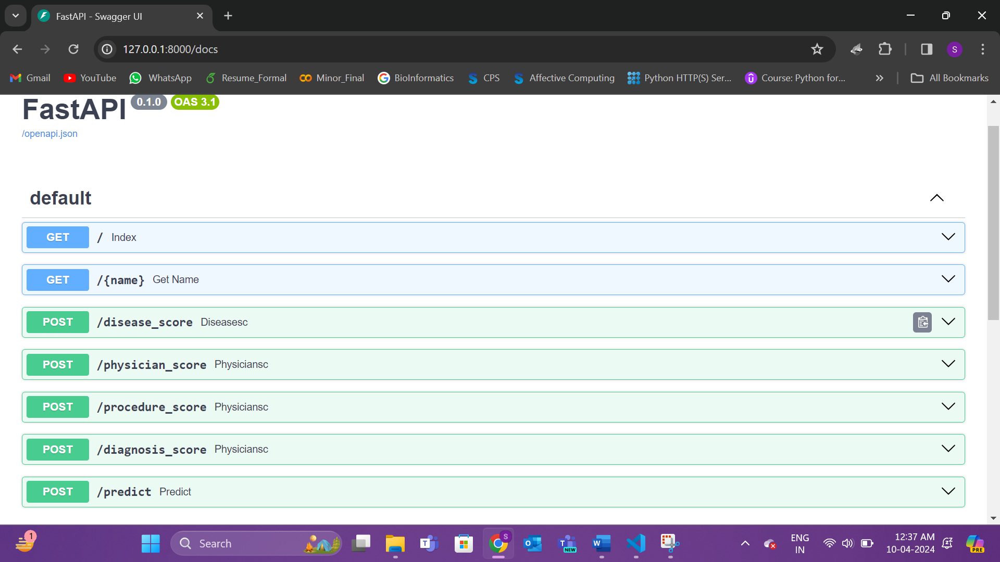 FastAPI - Swagger UI
127.0.0.1:8000/docs
S
Gmail
YouTube
WhatsApp
Resume_Formal
Minor_Final
BioInformatics
CPS
Affective Computing
Python HTTP(S) Ser...
Course: Python for...
All Bookmarks
FastAPI 0.1.0 OAS 3.1
/openapi.json
default
GET / Index
GET /{name} Get Name
POST /disease_score Diseasesc
POST /physician_score Physiciansc
POST /procedure_score Physiciansc
POST /diagnosis_score Physiciansc
POST /predict Predict
1
Search
S
NEW
ENG
IN
12:37 AM
10-04-2024
PRE